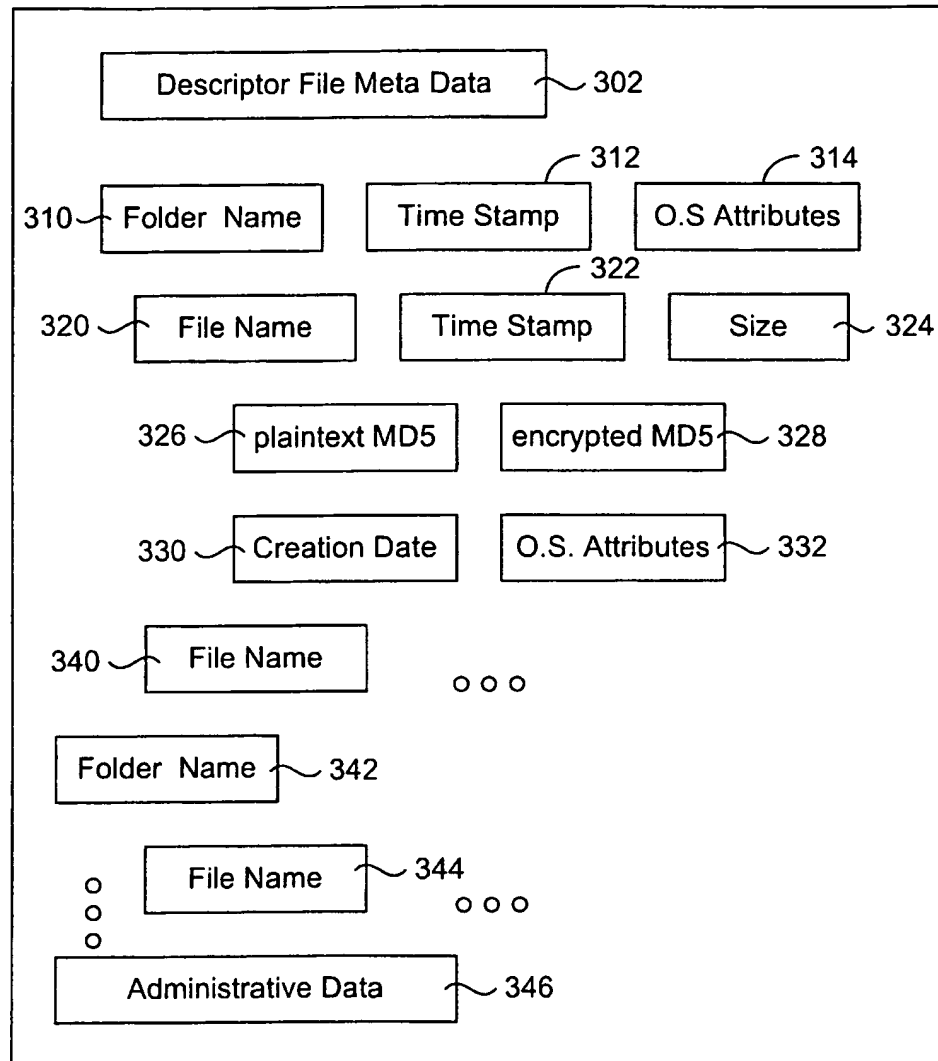 Descriptor File Meta Data 302
312 314
310 Folder Name Time Stamp O.S Attributes
322
320 File Name Time Stamp Size 324
326 plaintext MD5 encrypted MD5 328
330 Creation Date O.S. Attributes 332
340 File Name
Folder Name 342
File Name 344
Administrative Data 346